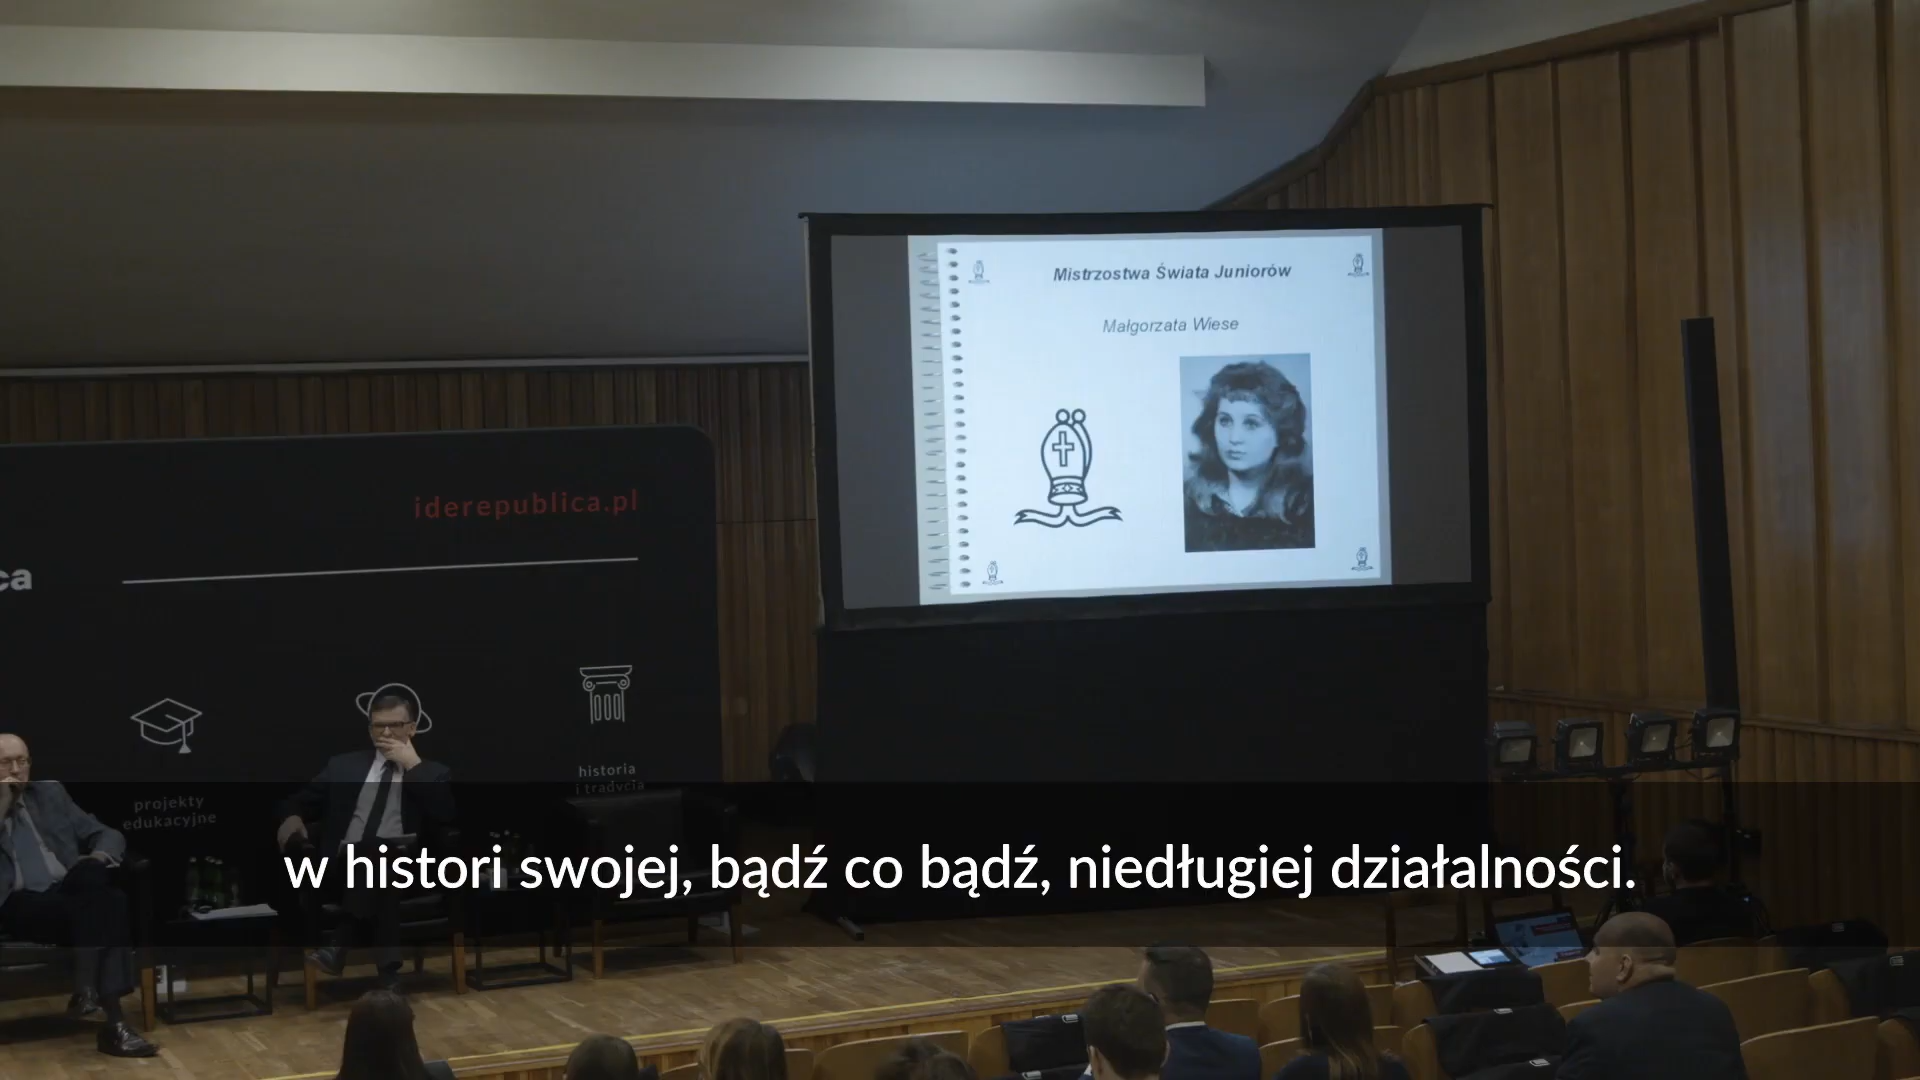 Mistrzostwa Świata Juniorów
Małgorzata Wiese
iderepublica.pl
ca
projekty
edukacyjne
historia
i tradycja
w histori swojej, bądź co bądź, niedługiej działalności.